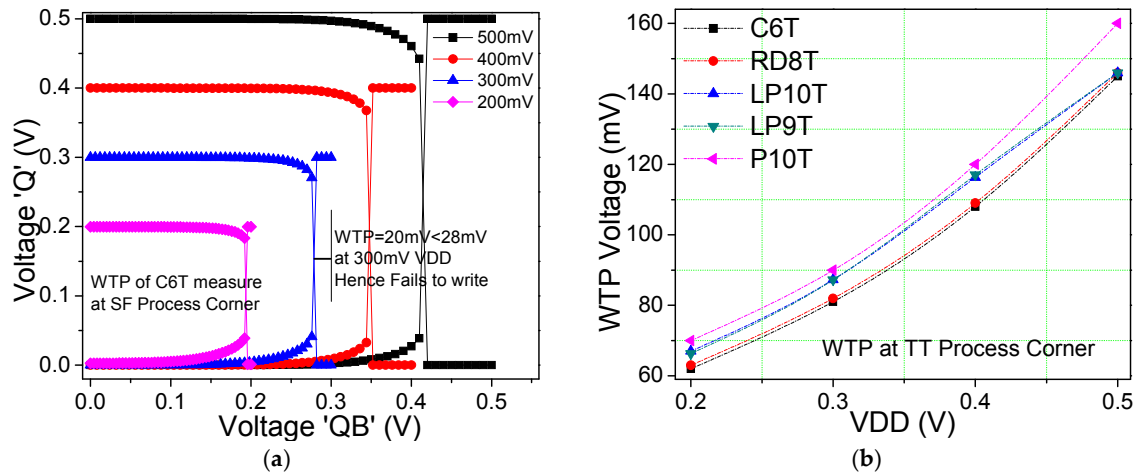 Voltage 'Q' (V)
0.5
0.4
0.3
0.2
0.1
0.0
500mV
400mV
300mV
200mV
WTP of C6T measure
at SF Process Corner
WTP=20mV<28mV
at 300mV VDD
Hence Fails to write
0.0 0.1 0.2 0.3 0.4 0.5
Voltage 'QB' (V)
(a)
WTP Voltage (mV)
160
140
120
100
80
60
C6T
RD8T
LP10T
LP9T
P10T
WTP at TT Process Corner
0.2 0.3 0.4 0.5
VDD (V)
(b)